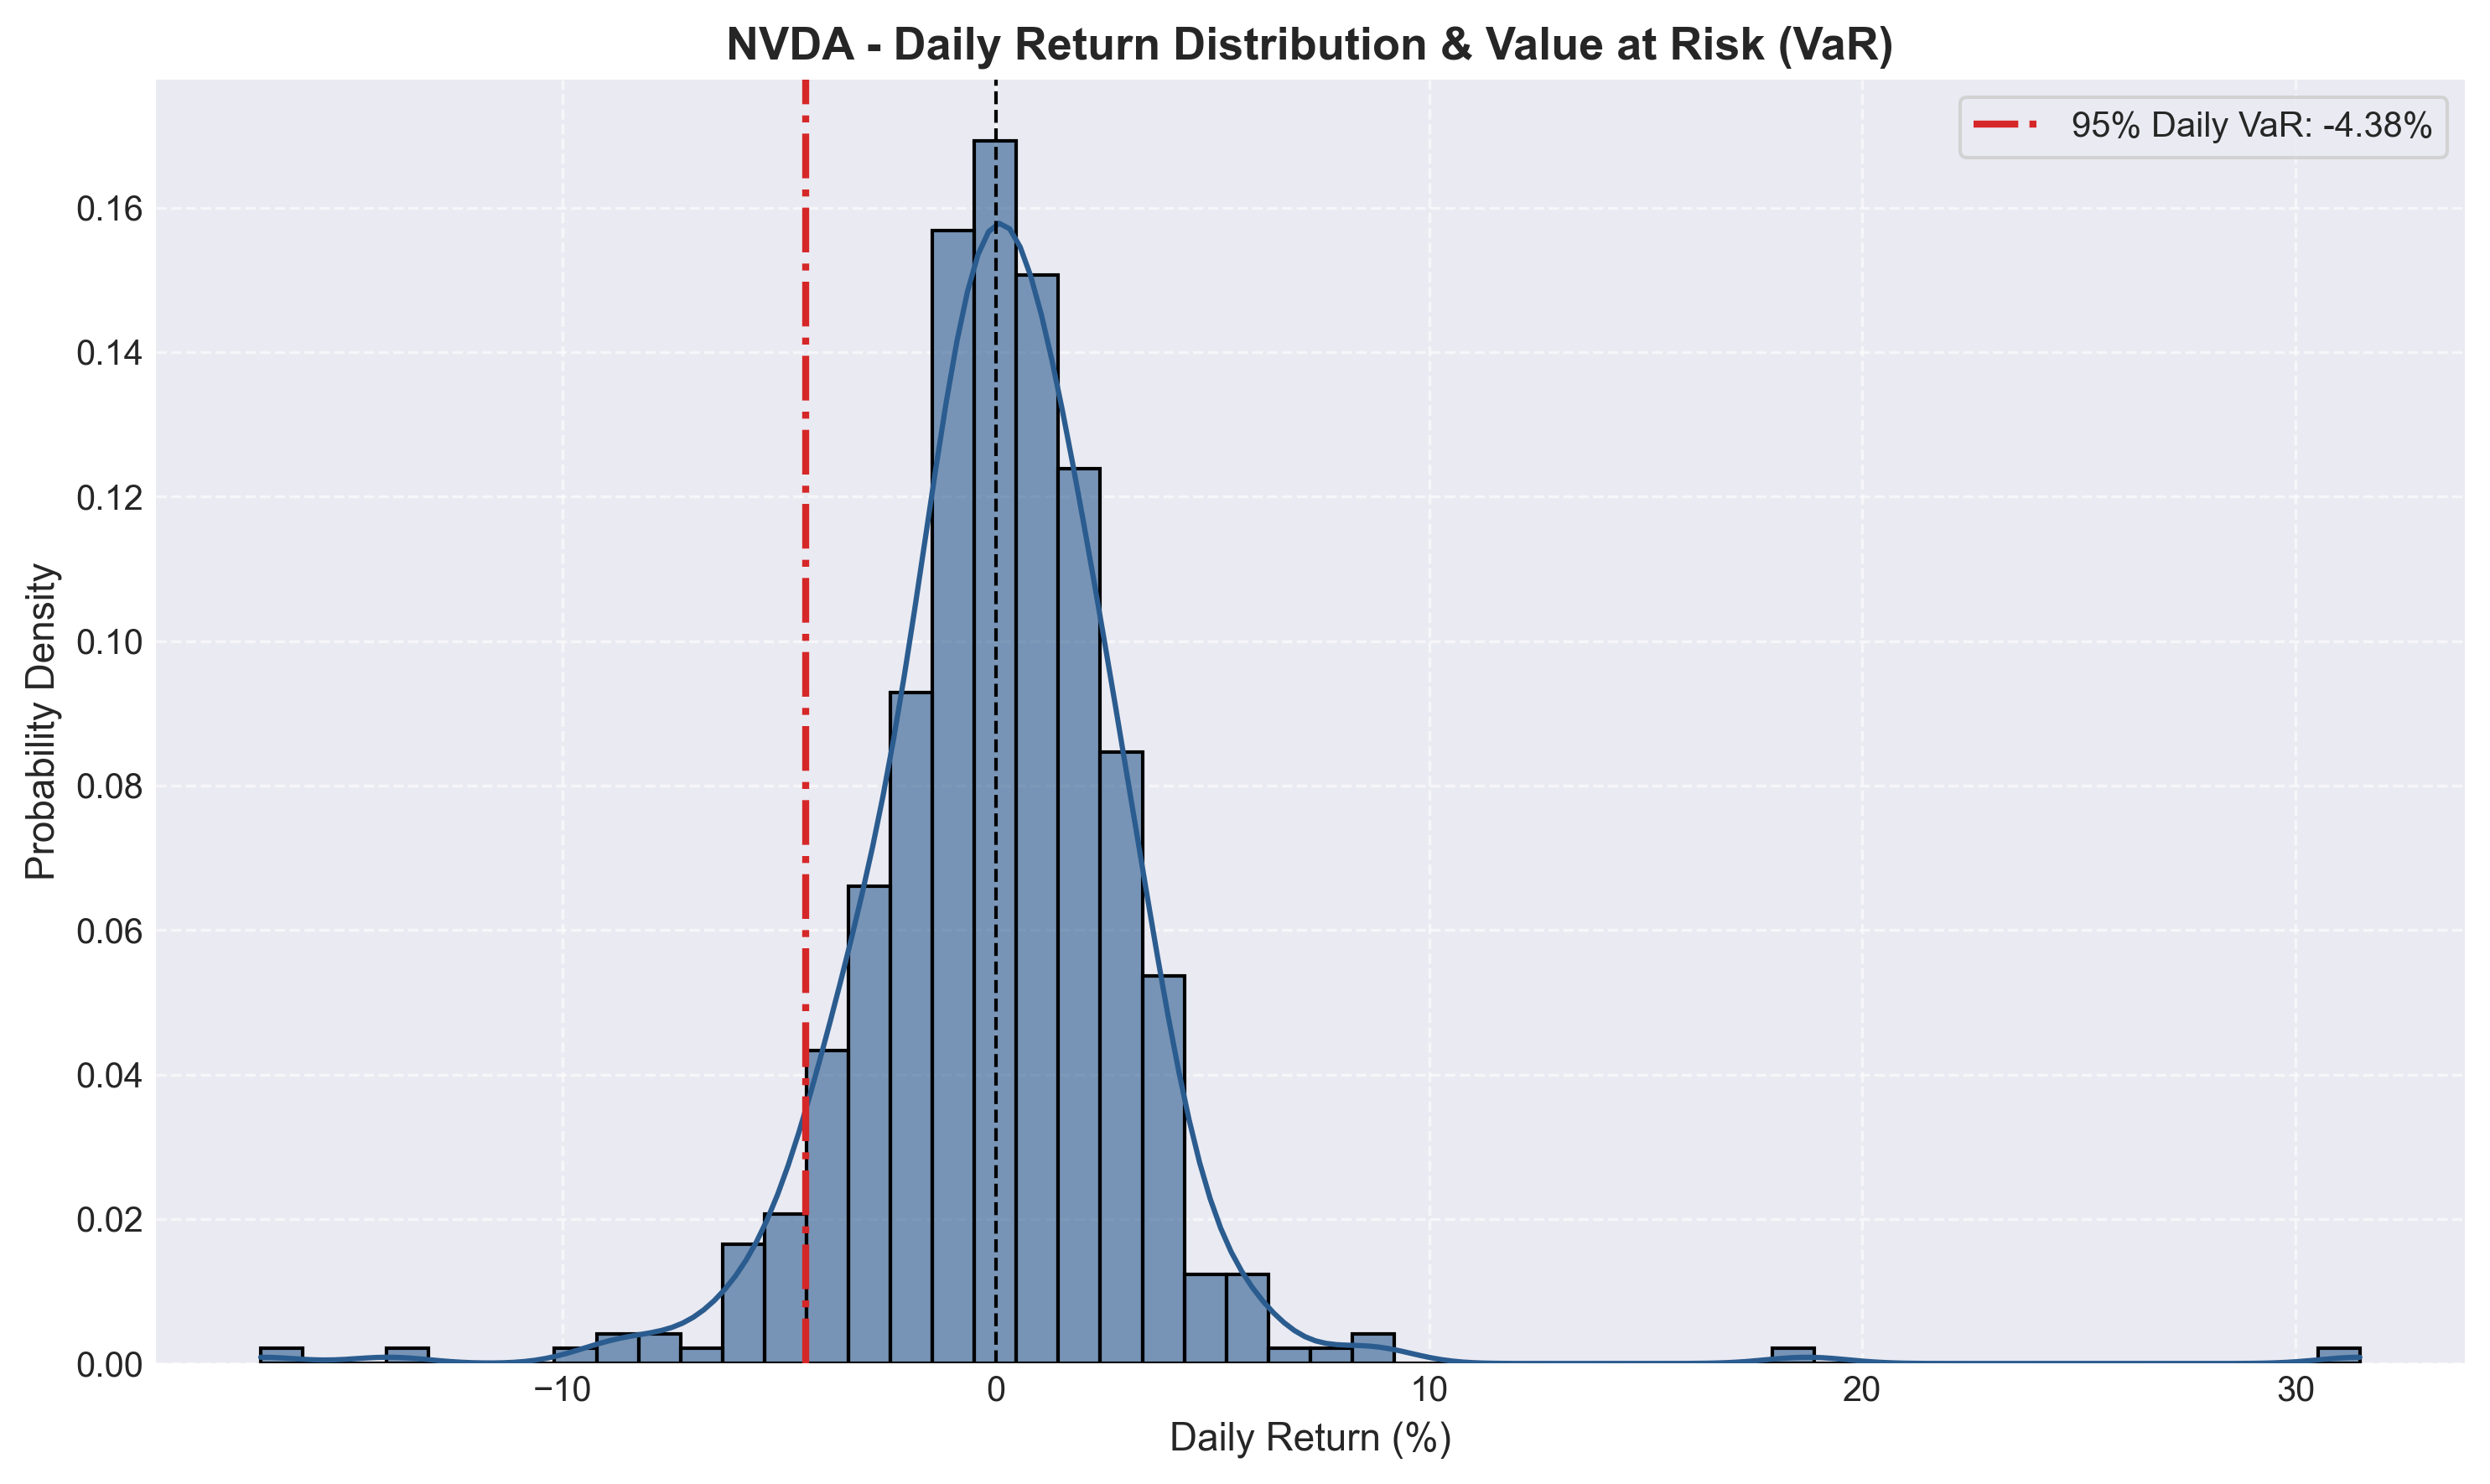 NVDA - Daily Return Distribution & Value at Risk (VaR)
95% Daily VaR: -4.38%
Probability Density
0.16
0.14
0.12
0.10
0.08
0.06
0.04
0.02
0.00
−10 0 10 20 30
Daily Return (%)